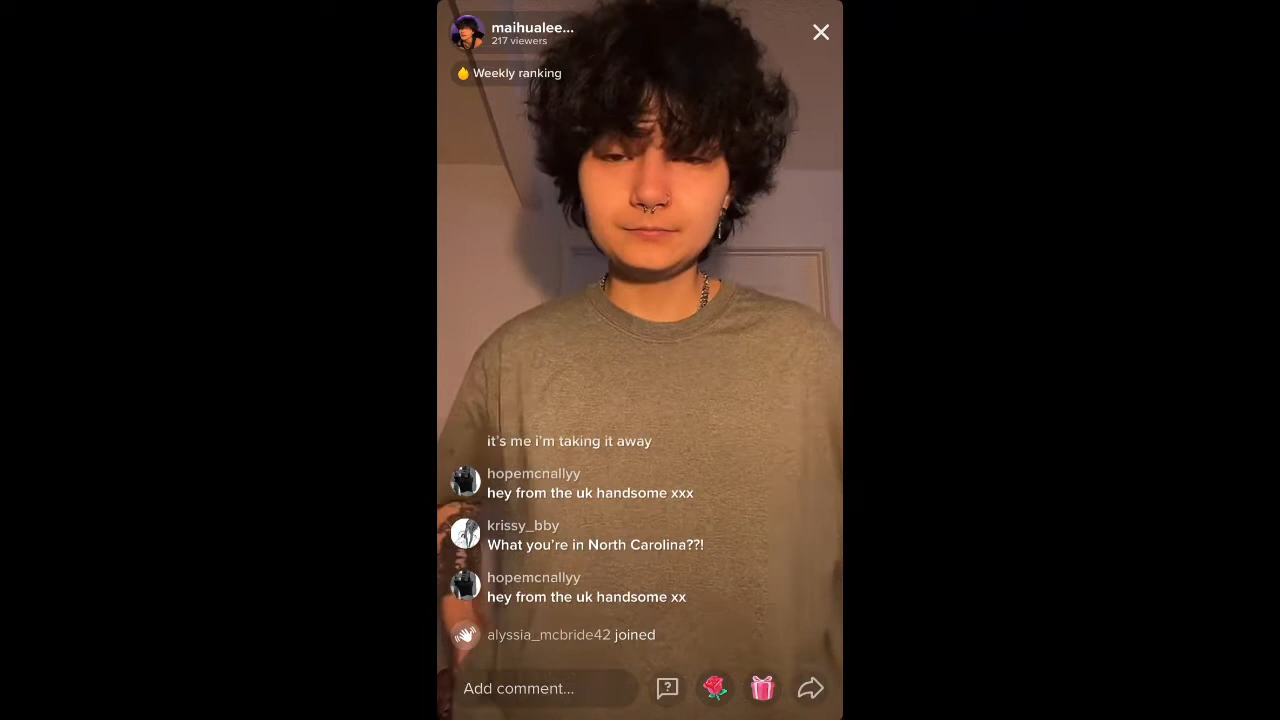 maihualee...
217 viewers
Weekly ranking
it's me i'm taking it away
hopemcnallyy
hey from the uk handsome xxx
krissy_bby
What you're in North Carolina??!
hopemcnallyy
hey from the uk handsome xx
alyssia_mcbride42 joined
Add comment...
?